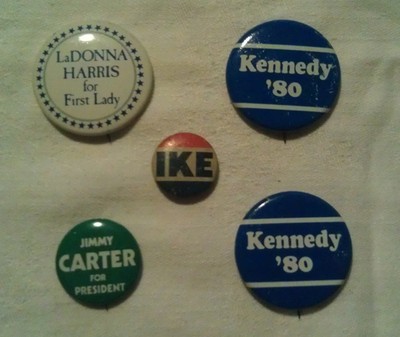 LaDONNA
HARRIS
for
First Lady
Kennedy
'80
IKE
JIMMY
CARTER
FOR
PRESIDENT
Kennedy
'80